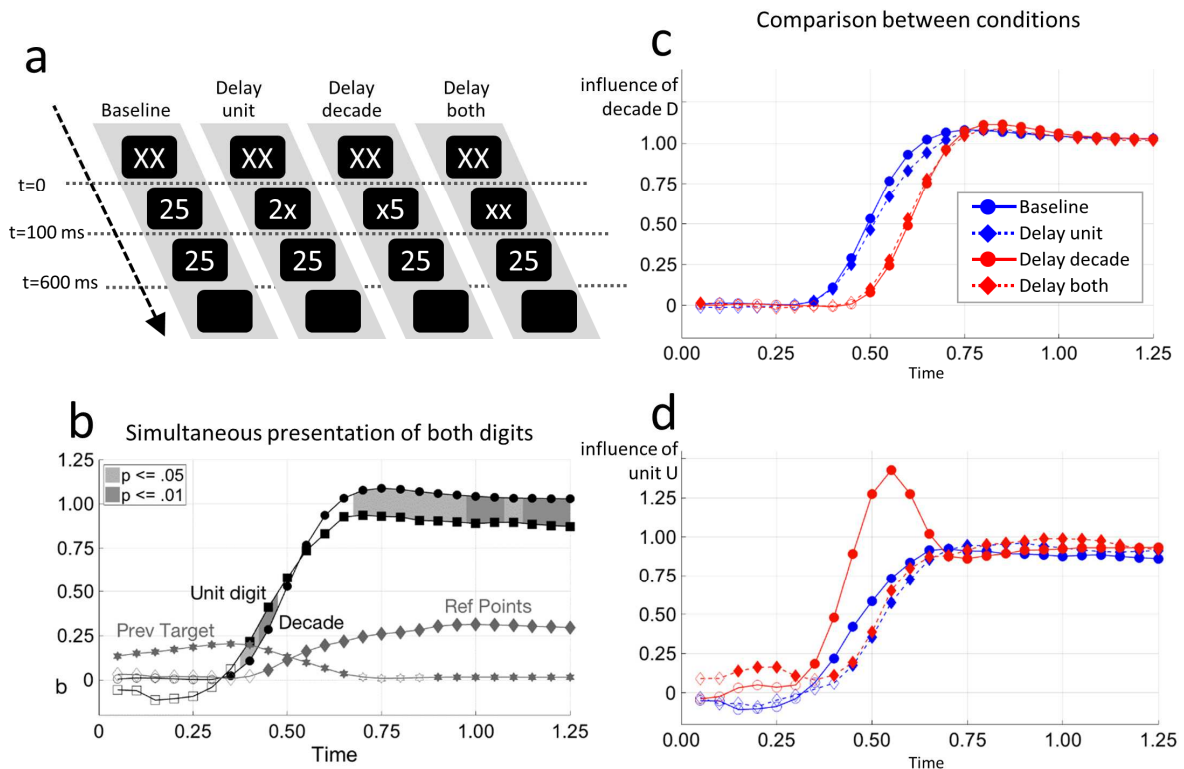 a
Baseline
Delay
unit
Delay
decade
Delay
both
XX XX XX XX
t=0
25 2x x5 xx
t=100 ms
25 25 25 25
t=600 ms
b
Simultaneous presentation of both digits
p <= .05
p <= .01
1.25
1.00
0.75
0.50
0.25
0
b
Unit digit
Decade
Prev Target
Ref Points
0.25 0.50 0.75 1.00 1.25
Time
Comparison between conditions
c
influence of
decade D
1.00
0.75
0.50
0.25
0
Baseline
Delay unit
Delay decade
Delay both
0.00 0.25 0.50 0.75 1.00 1.25
Time
d
influence of
unit U
1.25
1.00
0.75
0.50
0.25
0
0.00 0.25 0.50 0.75 1.00 1.25
Time